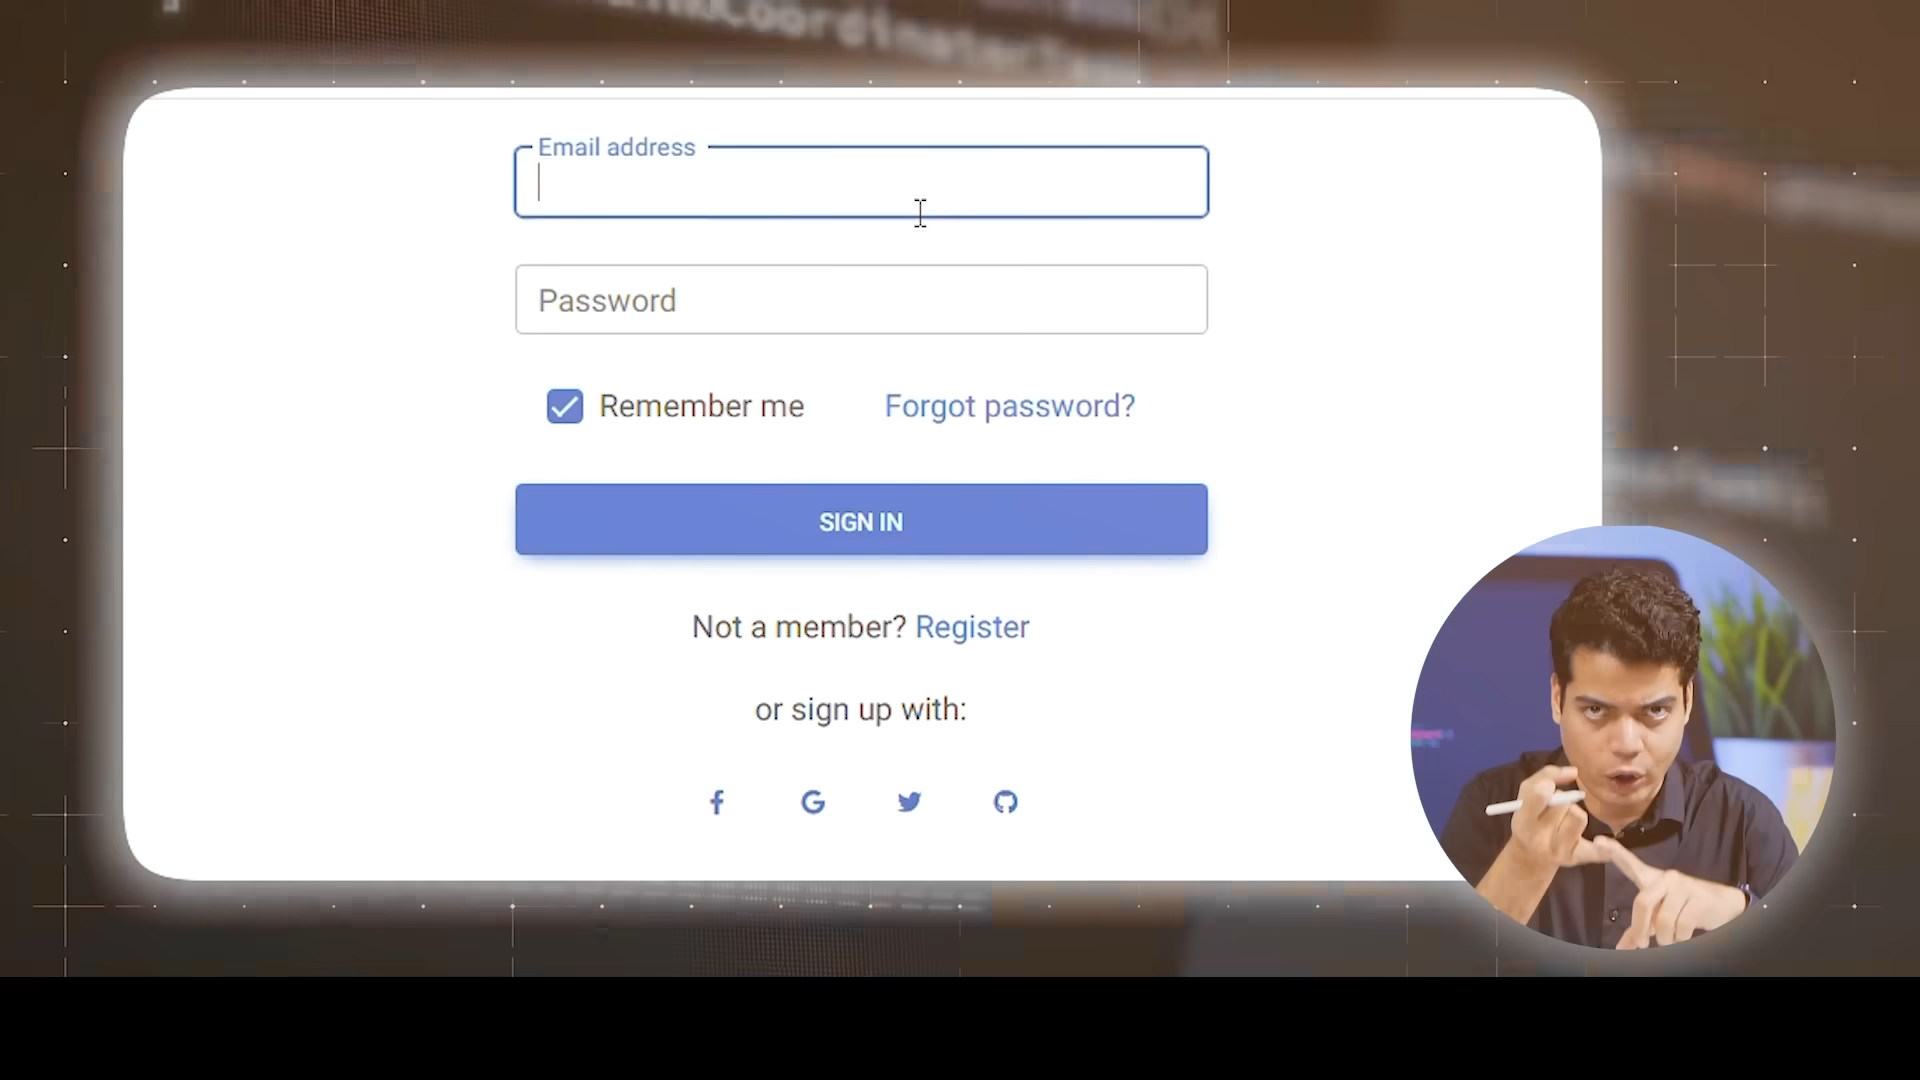 Email address
Password
Remember me
Forgot password?
SIGN IN
Not a member? Register
or sign up with: